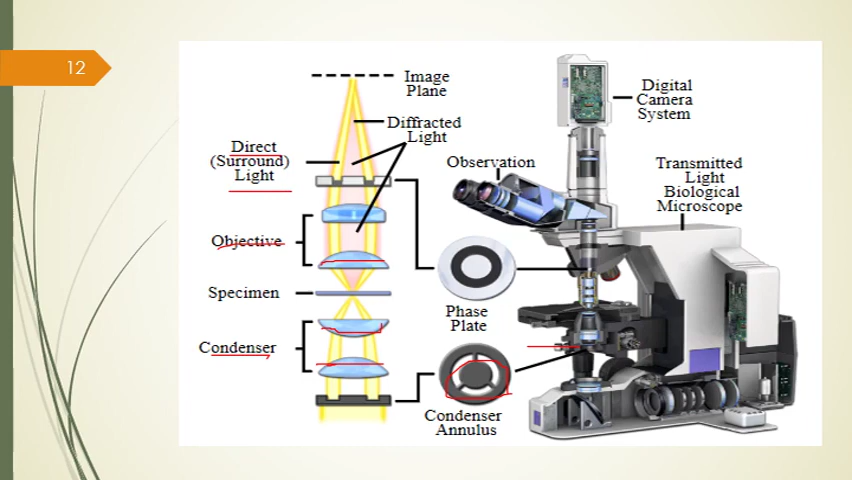 12
Image
Plane
Diffracted
Light
Direct
(Surround)
Light
Objective
Specimen
Condenser
Observation
Phase
Plate
Condenser
Annulus
Digital
Camera
System
Transmitted
Light
Biological
Microscope